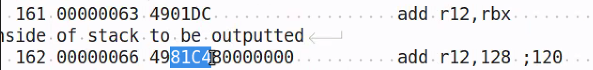 161 00000063 4901DC add r12,rbx
nside of stack to be outputted
162 00000066 4981C480000000 add r12,128 ;120